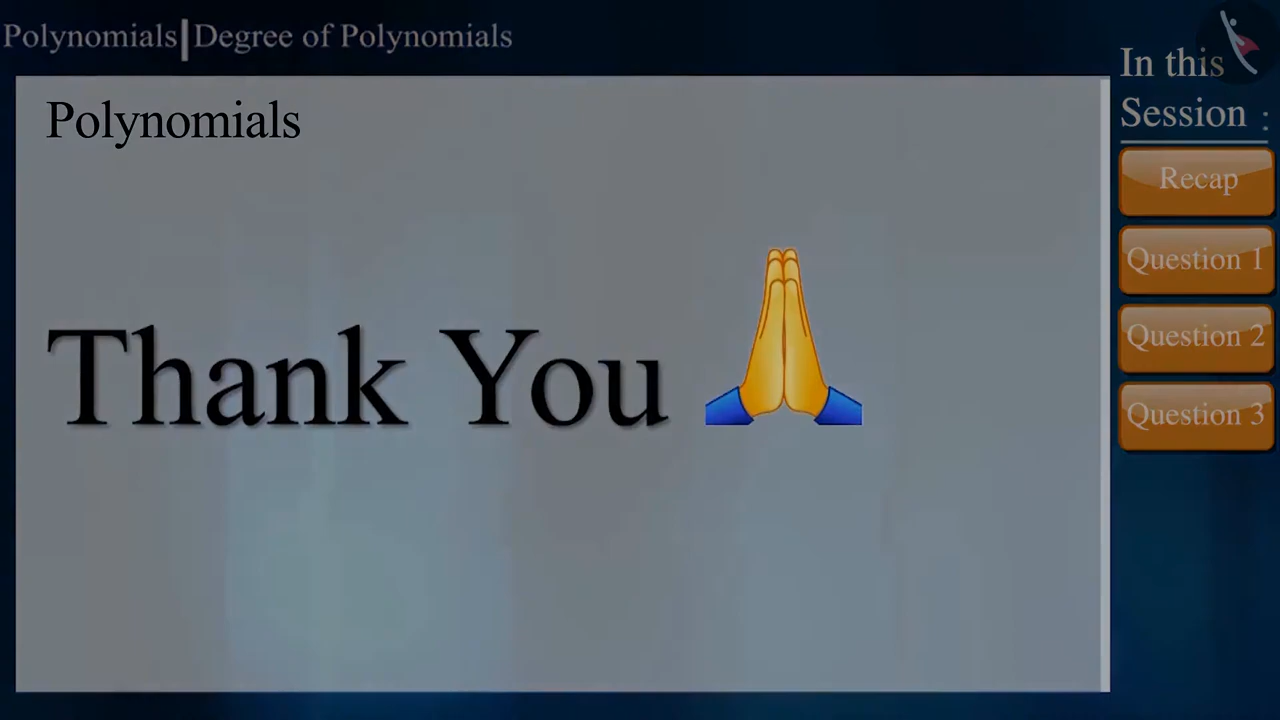 Polynomials|Degree of Polynomials
In this
Session :
Polynomials
Recap
Question 1
Thank You
Question 2
Question 3